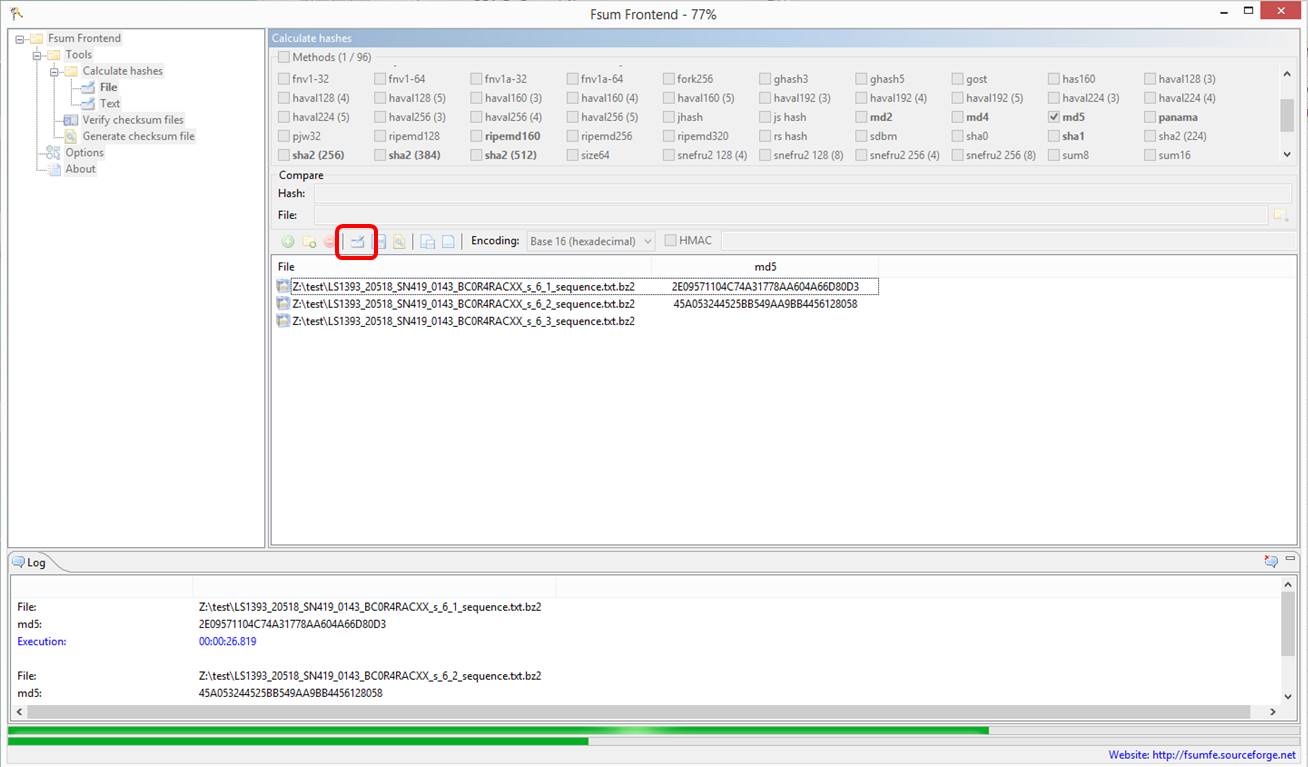 Fsum Frontend - 77%
Fsum Frontend
Tools
Calculate hashes
File
Text
Verify checksum files
Generate checksum file
Options
About
Calculate hashes
Methods (1 / 96)
fnv1-32 fnv1-64 fnv1a-32 fnv1a-64 fork256 ghash3 ghash5 gost has160 haval128 (3)
haval128 (4) haval128 (5) haval160 (3) haval160 (4) haval160 (5) haval192 (3) haval192 (4) haval192 (5) haval224 (3) haval224 (4)
haval224 (5) haval256 (3) haval256 (4) haval256 (5) jhash js hash md2 md4 md5 panama
pjw32 ripemd128 ripemd160 ripemd256 ripemd320 rs hash sdbm sha0 sha1 sha2 (224)
sha2 (256) sha2 (384) sha2 (512) size64 snefru2 128 (4) snefru2 128 (8) snefru2 256 (4) snefru2 256 (8) sum8 sum16
Compare
Hash:
File:
Encoding: Base 16 (hexadecimal) HMAC
File md5
Z:\test\LS1393_20518_SN419_0143_BC0R4RACXX_s_6_1_sequence.txt.bz2 2E09571104C74A31778AA604A66D80D3
Z:\test\LS1393_20518_SN419_0143_BC0R4RACXX_s_6_2_sequence.txt.bz2 45A053244525BB549AA9BB4456128058
Z:\test\LS1393_20518_SN419_0143_BC0R4RACXX_s_6_3_sequence.txt.bz2
Log
File: Z:\test\LS1393_20518_SN419_0143_BC0R4RACXX_s_6_1_sequence.txt.bz2
md5: 2E09571104C74A31778AA604A66D80D3
Execution: 00:00:26.819
File: Z:\test\LS1393_20518_SN419_0143_BC0R4RACXX_s_6_2_sequence.txt.bz2
md5: 45A053244525BB549AA9BB4456128058
Website: http://fsumfe.sourceforge.net